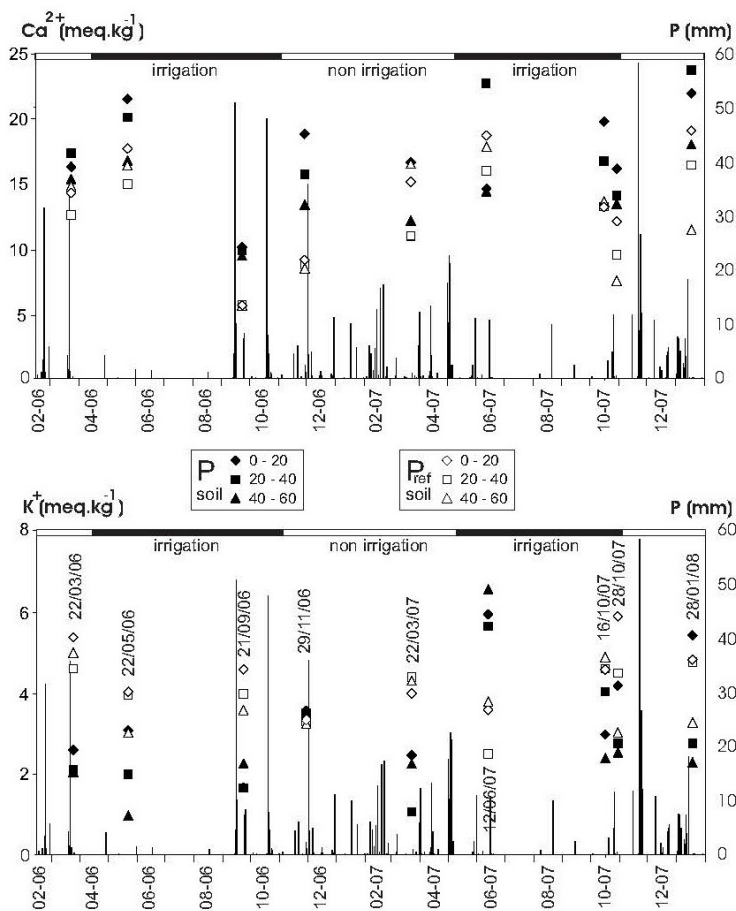 Ca2+(meq.kg-1) P (mm)
irrigation non irrigation irrigation
25
20
15
10
5
0
60
50
40
30
20
10
0
02-06 04-06 06-06 08-06 10-06 12-06 02-07 04-07 06-07 08-07 10-07 12-07
P soil
0 - 20
20 - 40
40 - 60
Pref soil
0 - 20
20 - 40
40 - 60
K+(meq.kg-1) P (mm)
irrigation non irrigation irrigation
8
6
4
2
0
60
50
40
30
20
10
0
22/03/06 22/05/06 21/09/06 29/11/06 22/03/07 12/06/07 16/10/07 28/10/07 28/01/08
02-06 04-06 06-06 08-06 10-06 12-06 02-07 04-07 06-07 08-07 10-07 12-07